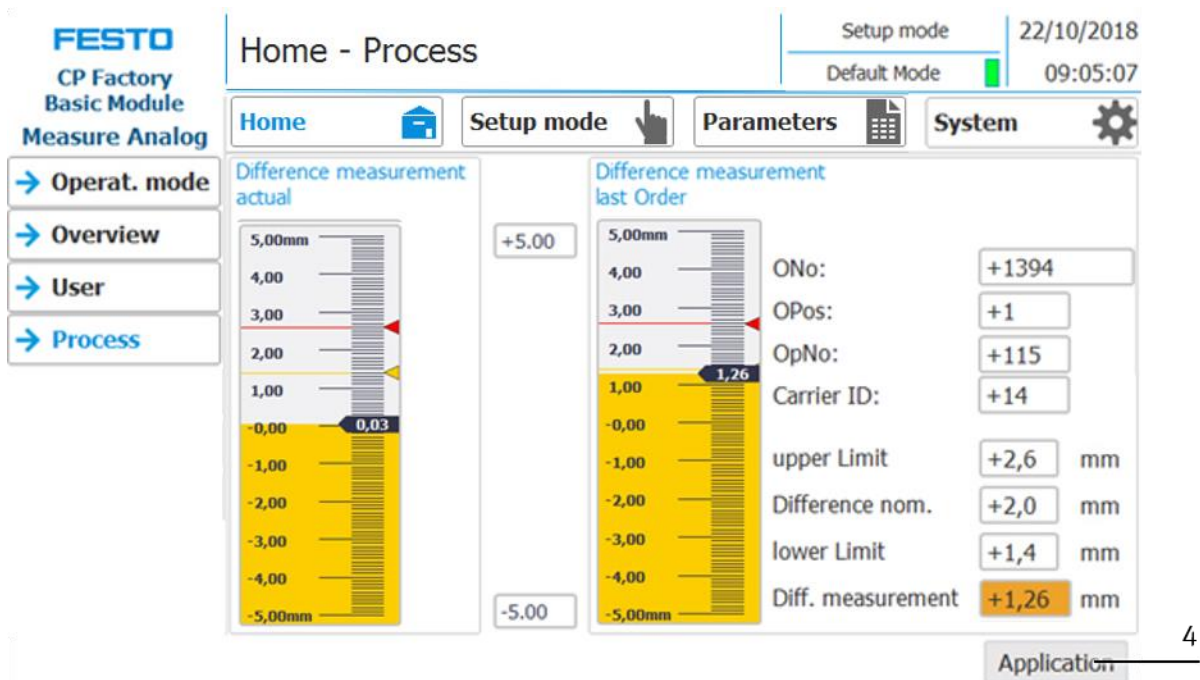 FESTO
CP Factory
Basic Module
Measure Analog
Home - Process
Setup mode
Default Mode
22/10/2018
09:05:07
Home
Setup mode
Parameters
System
Operat. mode
Overview
User
Process
Difference measurement
actual
5,00mm
4,00
3,00
2,00
1,00
-0,00
0,03
-1,00
-2,00
-3,00
-4,00
-5,00mm
+5.00
-5.00
Difference measurement
last Order
5,00mm
4,00
3,00
2,00
1,26
1,00
-0,00
-1,00
-2,00
-3,00
-4,00
-5,00mm
ONo: +1394
OPos: +1
OpNo: +115
Carrier ID: +14
upper Limit +2,6 mm
Difference nom. +2,0 mm
lower Limit +1,4 mm
Diff. measurement +1,26 mm
Application
4